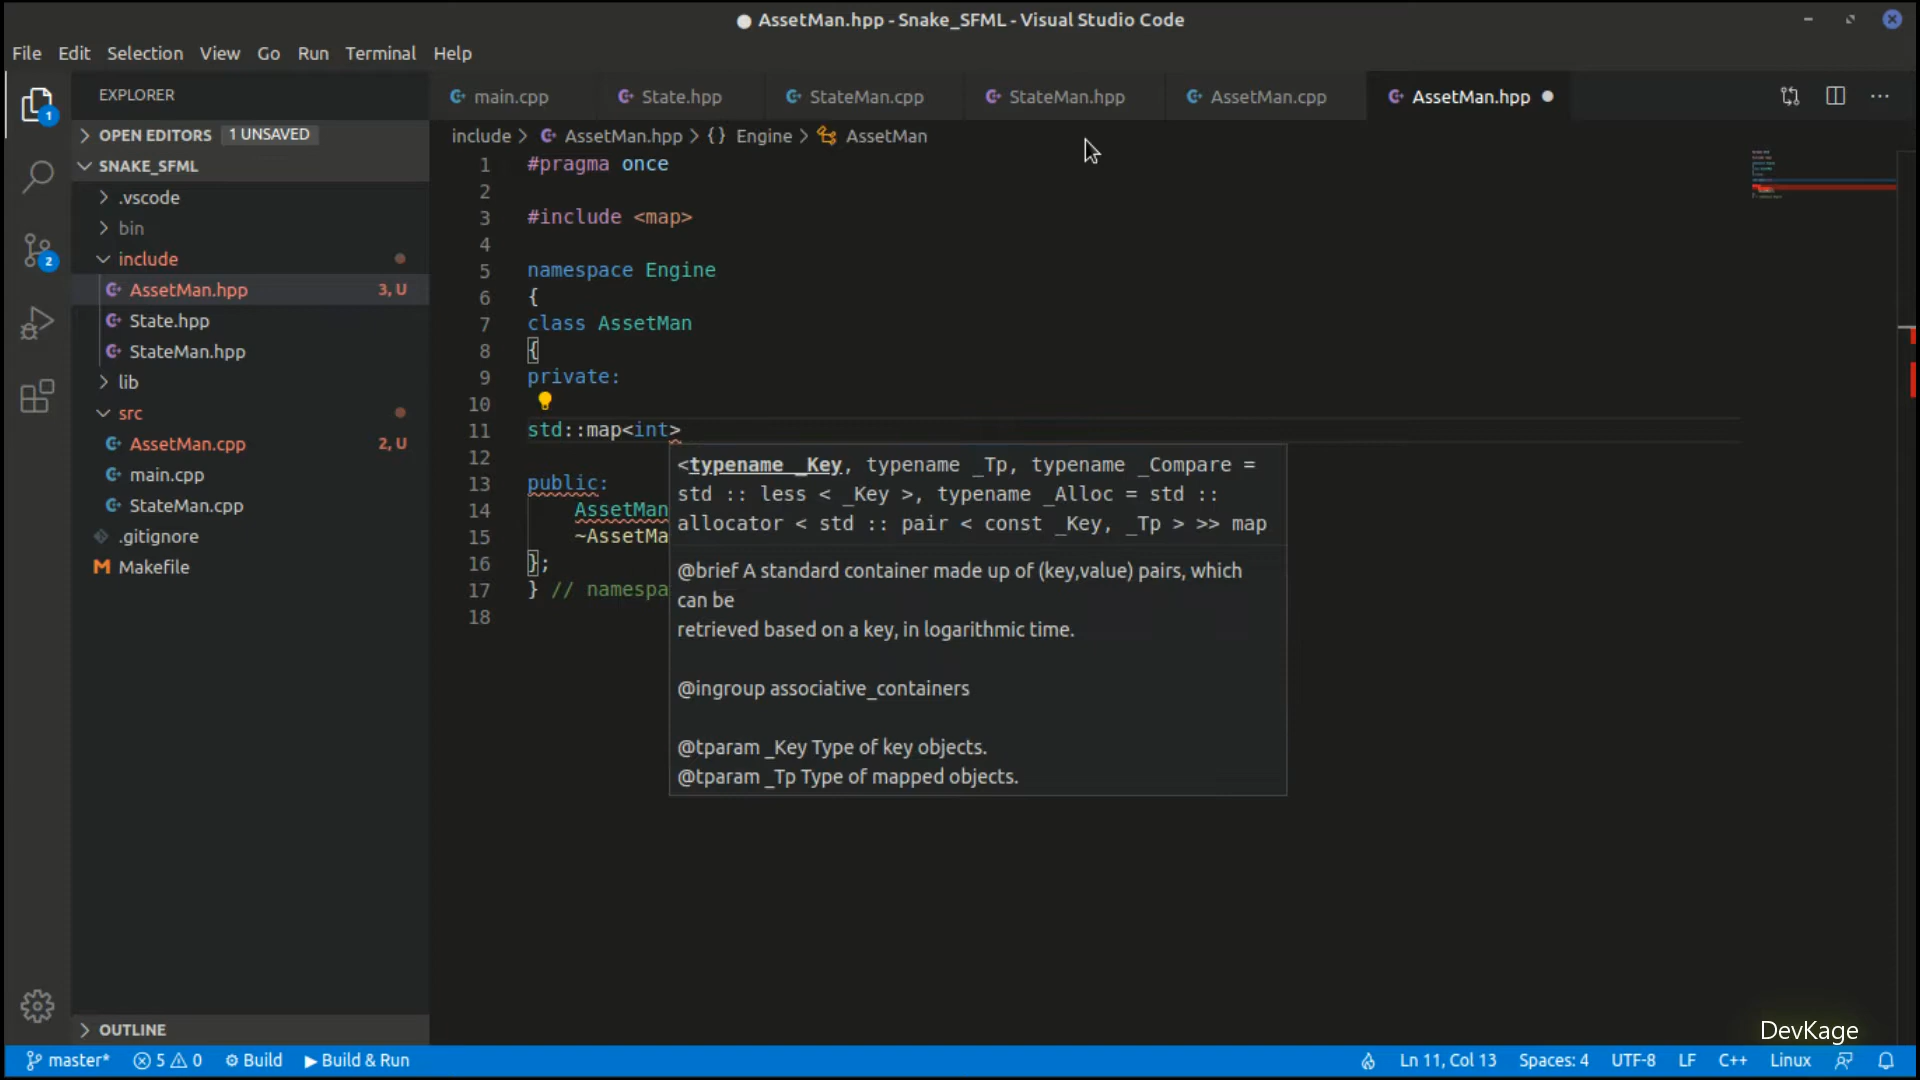 AssetMan.hpp - Snake_SFML - Visual Studio Code
File Edit Selection View Go Run Terminal Help
EXPLORER
OPEN EDITORS 1 UNSAVED
SNAKE_SFML
.vscode
bin
include
AssetMan.hpp 3, U
State.hpp
StateMan.hpp
lib
src
AssetMan.cpp 2, U
main.cpp
StateMan.cpp
.gitignore
Makefile
OUTLINE
1
2
main.cpp State.hpp StateMan.cpp StateMan.hpp AssetMan.cpp AssetMan.hpp
include > AssetMan.hpp > {} Engine > AssetMan
1 #pragma once
2
3 #include <map>
4
5 namespace Engine
6 {
7 class AssetMan
8 {
9 private:
10
11 std::map<int>
12
13 public:
14 AssetMan
15 ~AssetMa
16 };
17 } // namespa
18
<typename _Key, typename _Tp, typename _Compare =
std :: less < _Key >, typename _Alloc = std ::
allocator < std :: pair < const _Key, _Tp > >> map
@brief A standard container made up of (key,value) pairs, which
can be
retrieved based on a key, in logarithmic time.
@ingroup associative_containers
@tparam _Key Type of key objects.
@tparam _Tp Type of mapped objects.
DevKage
master* 5 0 Build Build & Run Ln 11, Col 13 Spaces: 4 UTF-8 LF C++ Linux